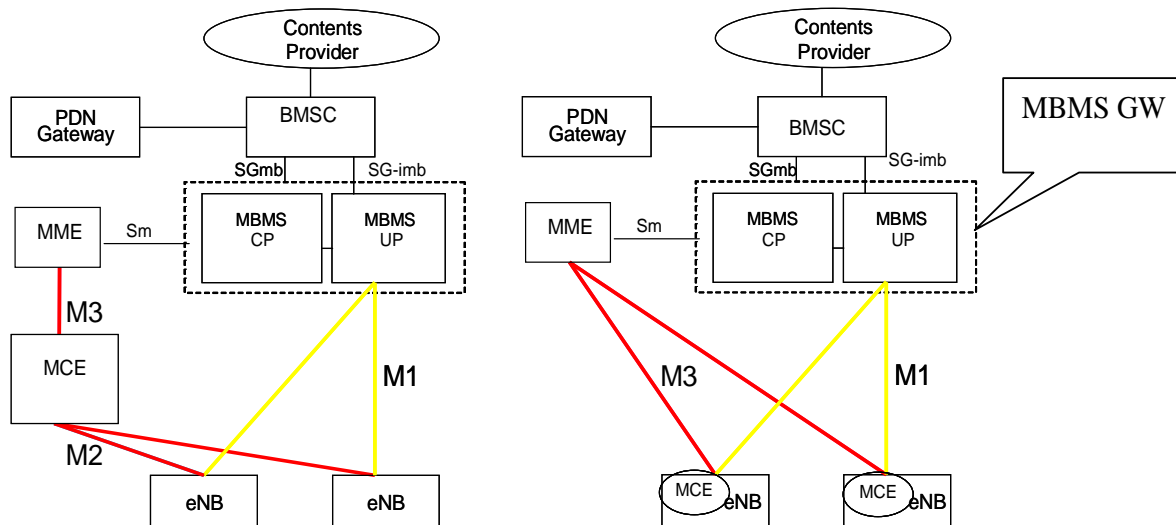 Contents
Provider
PDN
Gateway
BMSC
SGmb
SG-imb
MME
Sm
MBMS
CP
MBMS
UP
M3
MCE
M1
M2
eNB
eNB
Contents
Provider
PDN
Gateway
BMSC
MBMS GW
SGmb
SG-imb
MME
Sm
MBMS
CP
MBMS
UP
M3
M1
MCE
eNB
MCE
eNB